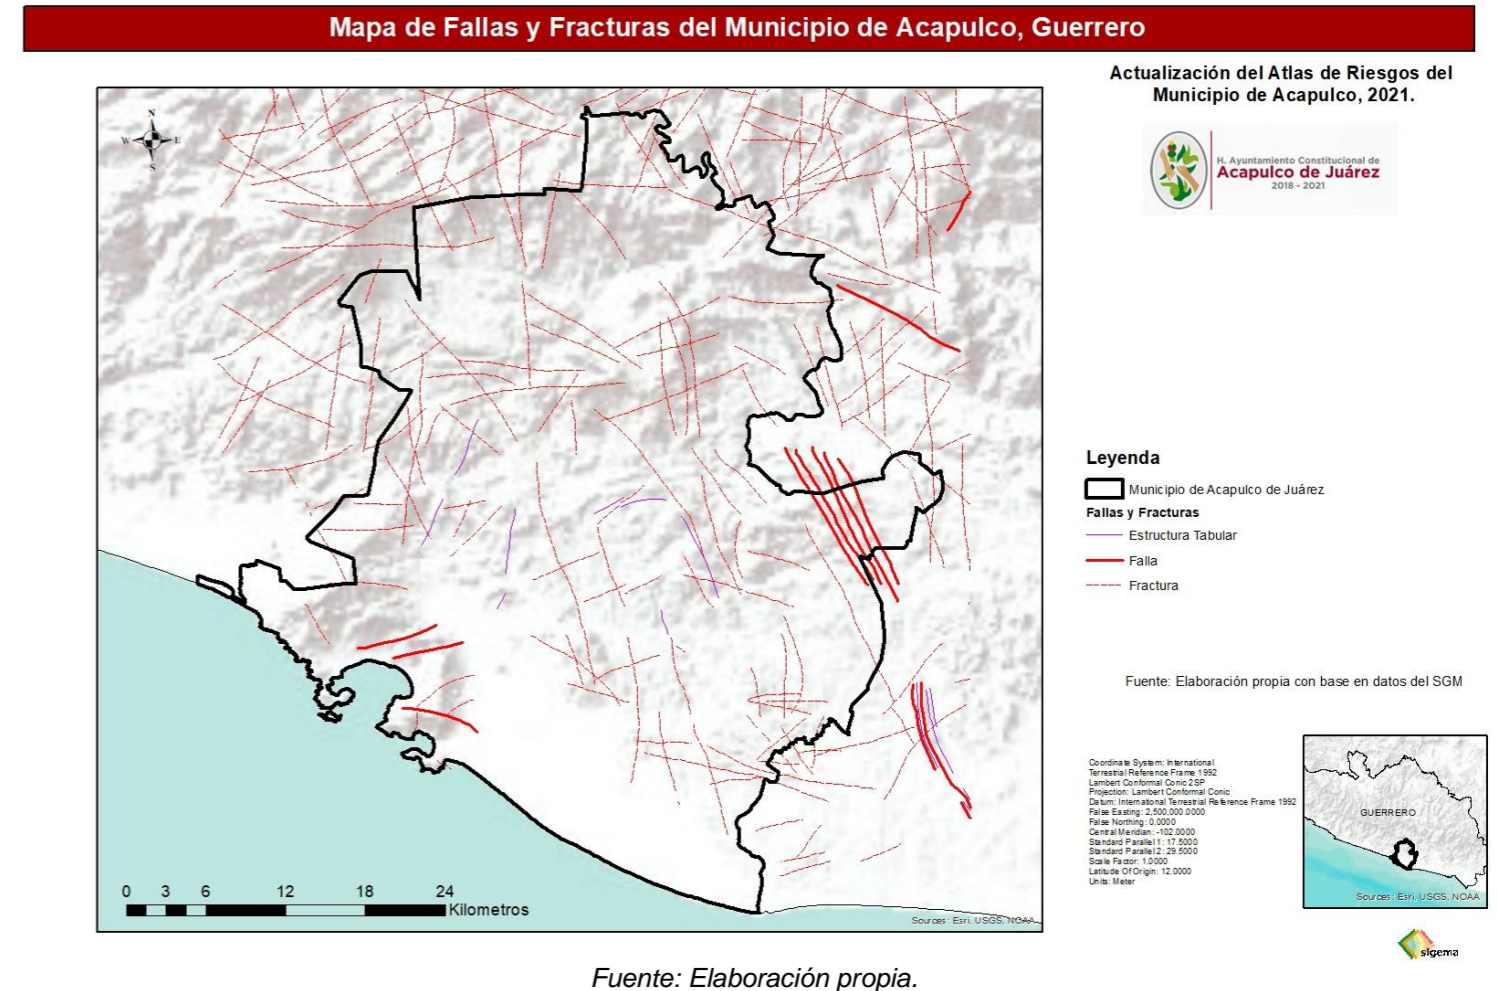 Mapa de Fallas y Fracturas del Municipio de Acapulco, Guerrero
Actualización del Atlas de Riesgos del
Municipio de Acapulco, 2021.
H. Ayuntamiento Constitucional de
Acapulco de Juárez
2018 - 2021
N
W E
S
Leyenda
Municipio de Acapulco de Juárez
Fallas y Fracturas
Estructura Tabular
Falla
Fractura
Fuente: Elaboración propia con base en datos del SGM
Coordinate System: International
Terrestrial Reference Frame 1992
Lambert Conformal Conic 2SP
Projection: Lambert Conformal Conic
Datum: International Terrestrial Reference Frame 1992
False Easting: 2,500,000.0000
False Northing: 0.0000
Central Meridian: -102.0000
Standard Parallel 1: 17.5000
Standard Parallel 2: 29.5000
Scale Factor: 1.0000
Latitude Of Origin: 12.0000
Units: Meter
GUERRERO
Sources: Esri, USGS, NOAA
0 3 6 12 18 24
Kilometros
Sources: Esri, USGS, NOAA
sigema
Fuente: Elaboración propia.